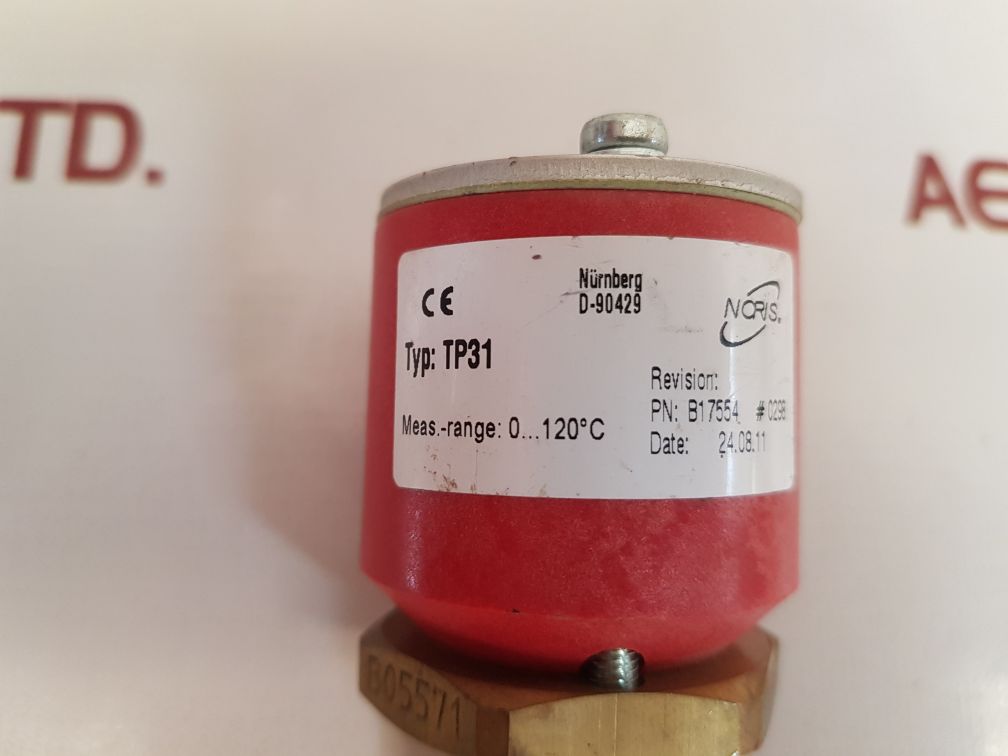 TD.
AE
CE
Nürnberg
D-90429
NORIS
Typ: TP31
Meas.-range: 0...120°C
Revision:
PN: B17554 #0298
Date: 24.08.11
B05571